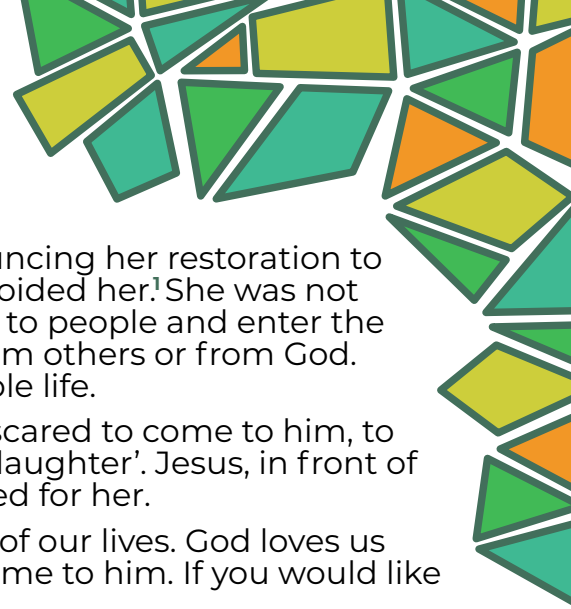 uncing her restoration to
oided her.¹ She was not
to people and enter the
m others or from God.
le life.
scared to come to him, to
laughter’. Jesus, in front of
ed for her.
of our lives. God loves us
me to him. If you would like